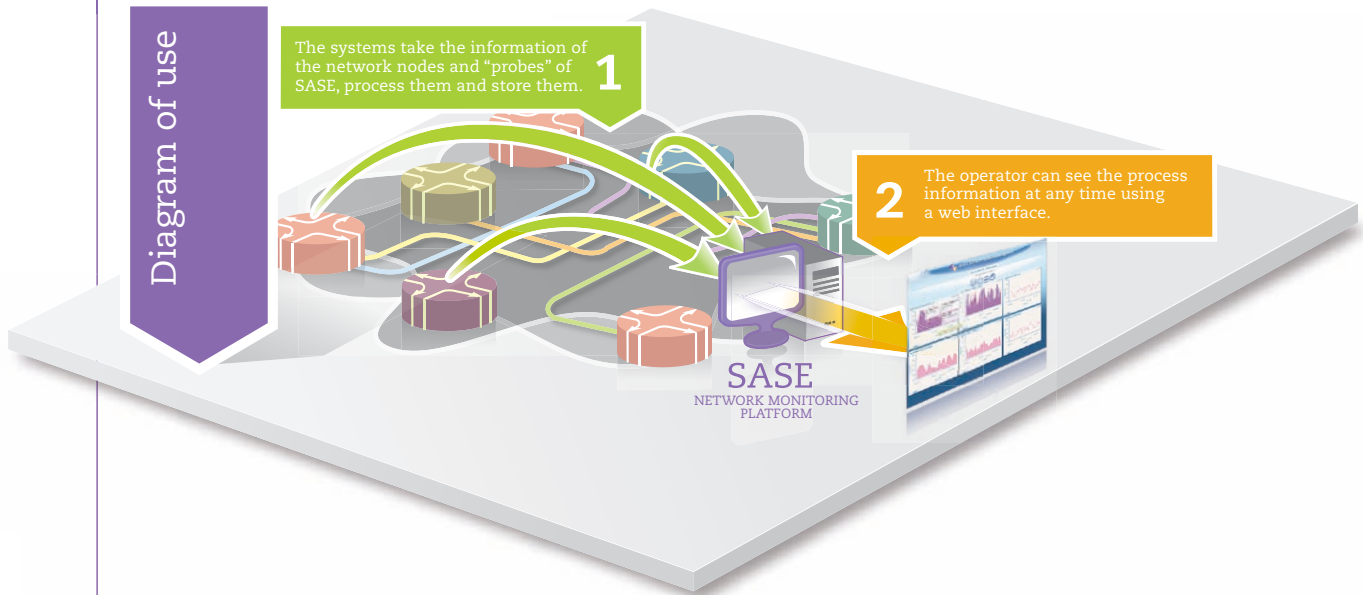 Diagram of use
The systems take the information of
the network nodes and “probes” of
SASE, process them and store them.
1
2
The operator can see the process
information at any time using
a web interface.
SASE
NETWORK MONITORING
PLATFORM